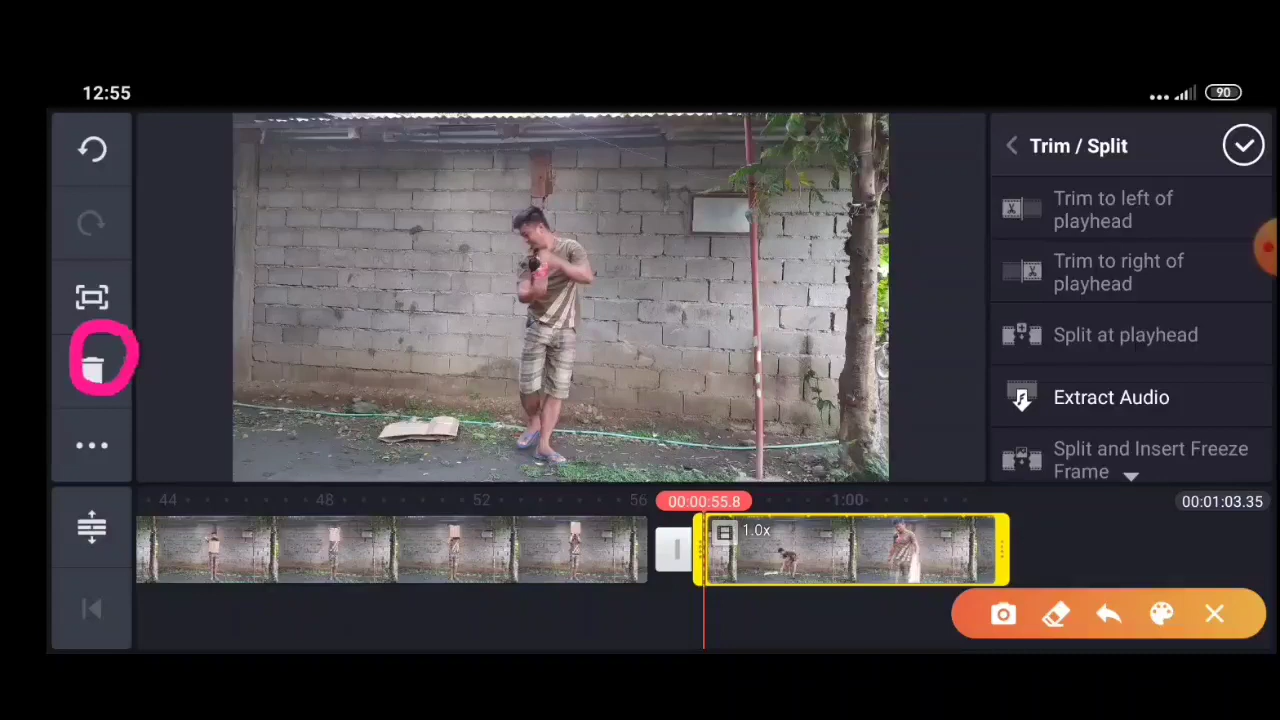 12:55
90
Trim / Split
Trim to left of
playhead
Trim to right of
playhead
Split at playhead
Extract Audio
Split and Insert Freeze
Frame
44
48
52
56
00:00:55.8
1:00
00:01:03.35
1.0x